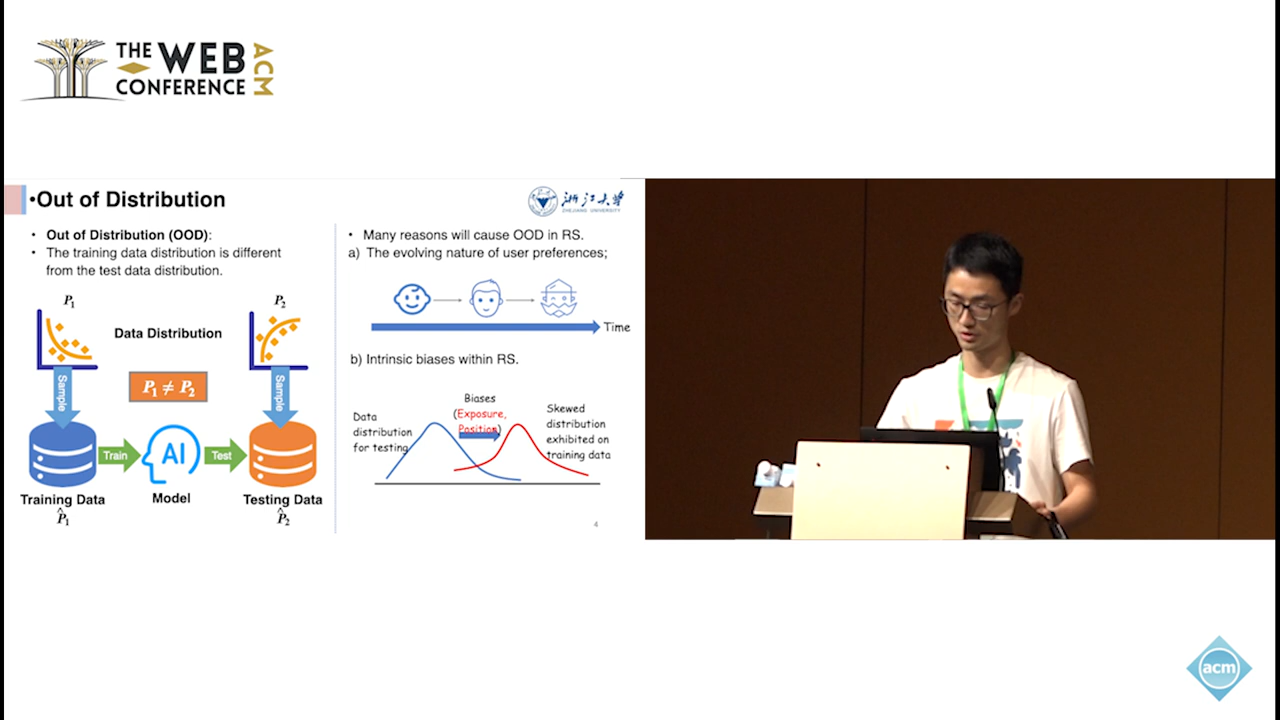 THE WEB
CONFERENCE
ACM
•Out of Distribution
浙江大学
ZHEJIANG UNIVERSITY
• Out of Distribution (OOD):
• The training data distribution is different
from the test data distribution.
P1
P2
Data Distribution
P1 ≠ P2
Sample
Sample
Train
AI
Test
Training Data
Model
Testing Data
P̂1
P̂2
• Many reasons will cause OOD in RS.
a) The evolving nature of user preferences;
Time
b) Intrinsic biases within RS.
Data
distribution
for testing
Biases
(Exposure,
Position)
Skewed
distribution
exhibited on
training data
4
acm